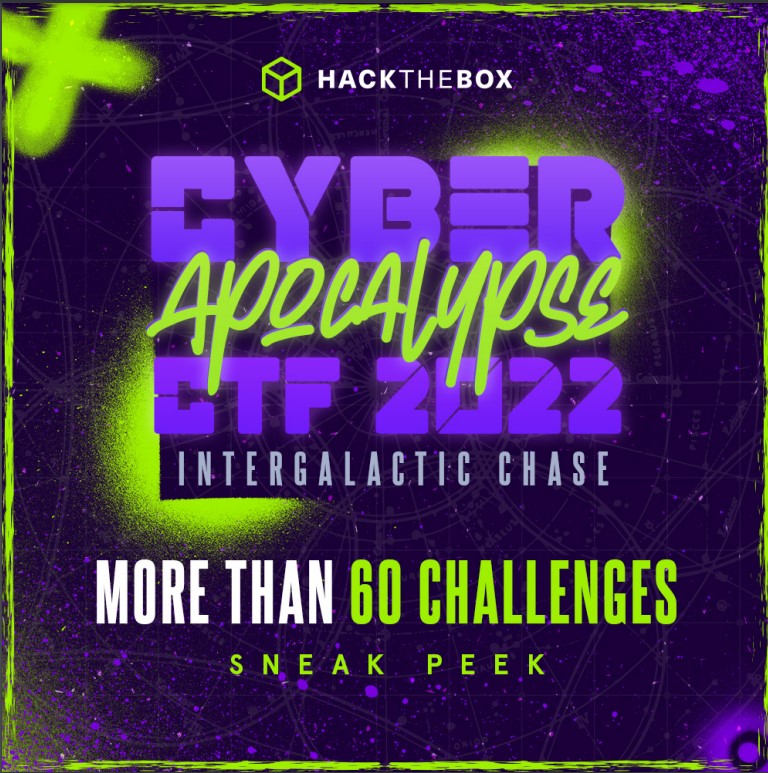 HACKTHEBOX
CYBER
APOCALYPSE
CTF 2022
INTERGALACTIC CHASE
MORE THAN 60 CHALLENGES
SNEAK PEEK